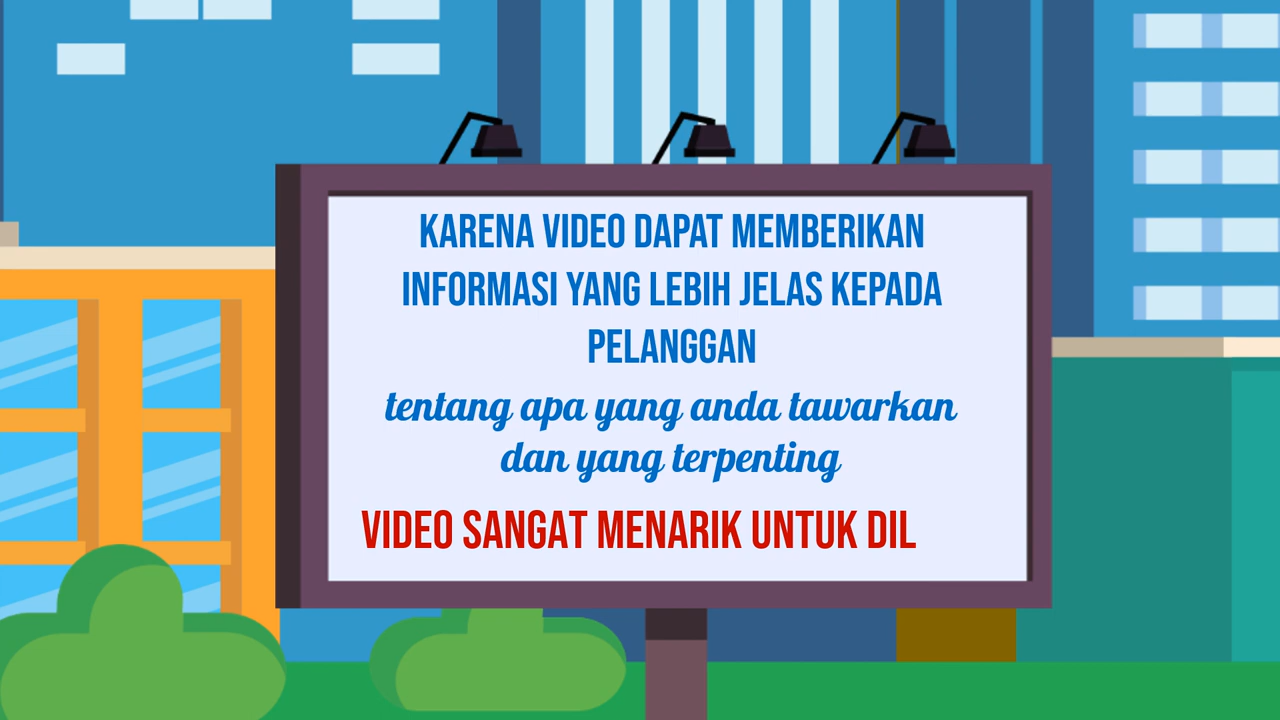 KARENA VIDEO DAPAT MEMBERIKAN
INFORMASI YANG LEBIH JELAS KEPADA
PELANGGAN
tentang apa yang anda tawarkan
dan yang terpenting
VIDEO SANGAT MENARIK UNTUK DIL